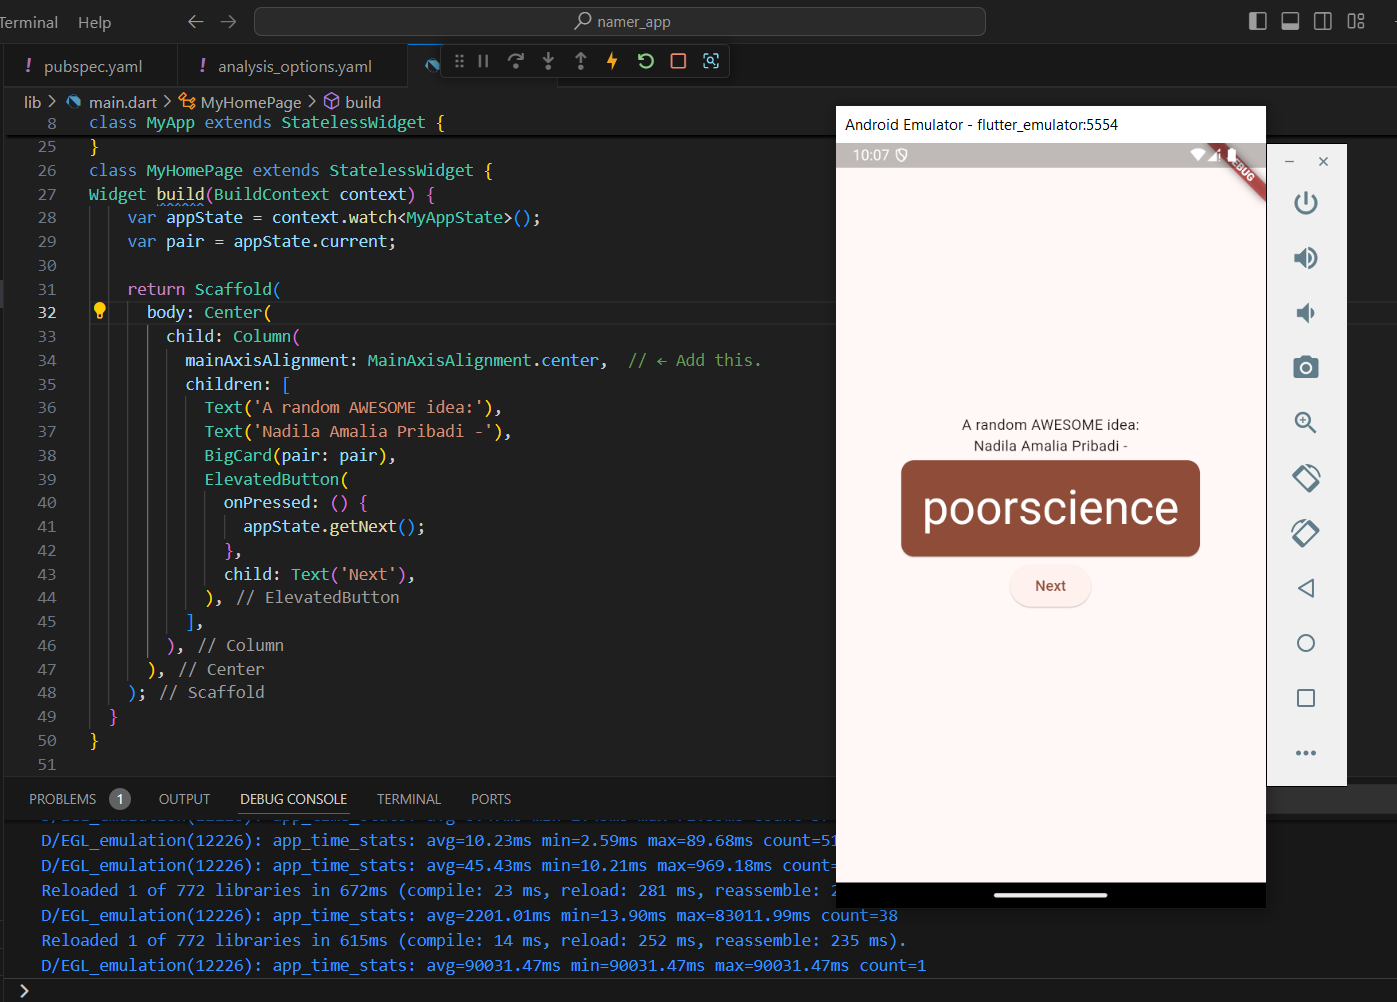 Terminal Help
namer_app
! pubspec.yaml
! analysis_options.yaml
lib > main.dart > MyHomePage > build
8 class MyApp extends StatelessWidget {
25 }
26 class MyHomePage extends StatelessWidget {
27 Widget build(BuildContext context) {
28 var appState = context.watch<MyAppState>();
29 var pair = appState.current;
30
31 return Scaffold(
32 body: Center(
33 child: Column(
34 mainAxisAlignment: MainAxisAlignment.center, // ← Add this.
35 children: [
36 Text('A random AWESOME idea:'),
37 Text('Nadila Amalia Pribadi -'),
38 BigCard(pair: pair),
39 ElevatedButton(
40 onPressed: () {
41 appState.getNext();
42 },
43 child: Text('Next'),
44 ), // ElevatedButton
45 ],
46 ), // Column
47 ), // Center
48 ); // Scaffold
49 }
50 }
51
Android Emulator - flutter_emulator:5554
10:07
A random AWESOME idea:
Nadila Amalia Pribadi -
poorscience
Next
PROBLEMS 1 OUTPUT DEBUG CONSOLE TERMINAL PORTS
D/EGL_emulation(12226): app_time_stats: avg=10.23ms min=2.59ms max=89.68ms count=51
D/EGL_emulation(12226): app_time_stats: avg=45.43ms min=10.21ms max=969.18ms count=
Reloaded 1 of 772 libraries in 672ms (compile: 23 ms, reload: 281 ms, reassemble:
D/EGL_emulation(12226): app_time_stats: avg=2201.01ms min=13.90ms max=83011.99ms count=38
Reloaded 1 of 772 libraries in 615ms (compile: 14 ms, reload: 252 ms, reassemble: 235 ms).
D/EGL_emulation(12226): app_time_stats: avg=90031.47ms min=90031.47ms max=90031.47ms count=1